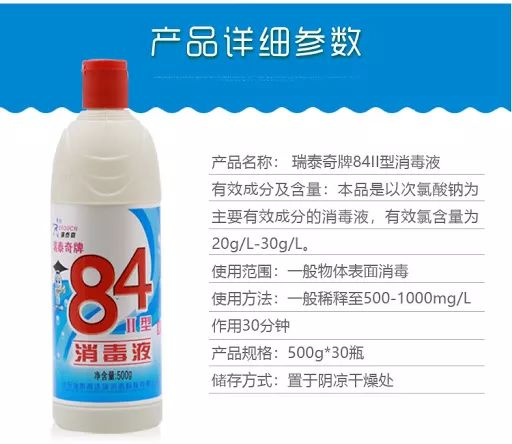 产品详细参数
产品名称： 瑞泰奇牌84II型消毒液
有效成分及含量：本品是以次氯酸钠为
主要有效成分的消毒液，有效氯含量为
20g/L-30g/L。
使用范围：一般物体表面消毒
使用方法：一般稀释至500-1000mg/L
作用30分钟
产品规格：500g*30瓶
储存方式：置于阴凉干燥处
瑞泰奇牌
84
II型
消毒液
净含量:500g